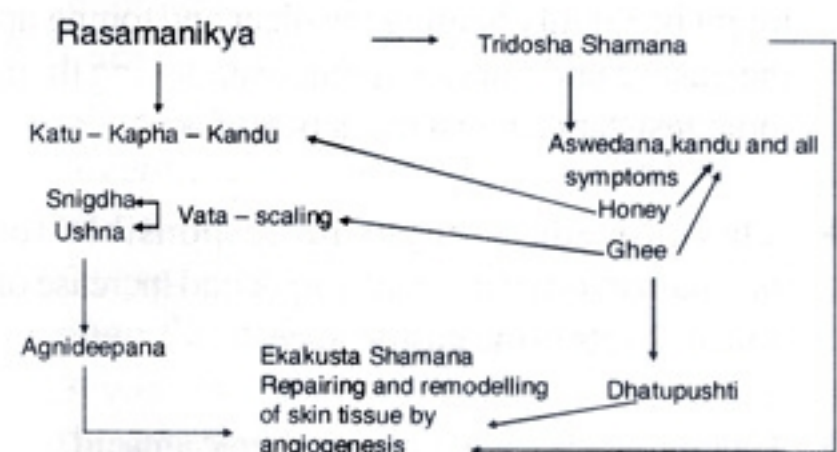 Rasamanikya
Tridosha Shamana
Katu – Kapha – Kandu
Aswedana,kandu and all
symptoms
Snigdha
Ushna
Vata – scaling
Honey
Ghee
Agnideepana
Ekakusta Shamana
Repairing and remodelling
of skin tissue by
angiogenesis
Dhatupushti